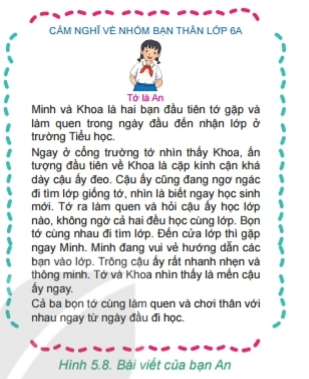 CẢM NGHĨ VỀ NHÓM BẠN THÂN LỚP 6A
Tớ là An
Minh và Khoa là hai bạn đầu tiên tớ gặp và
làm quen trong ngày đầu đến nhận lớp ở
trường Tiểu học.
Ngay ở cổng trường tớ nhìn thấy Khoa, ấn
tượng đầu tiên về Khoa là cặp kính cận khá
dày cậu ấy đeo. Cậu ấy cũng đang ngơ ngác
đi tìm lớp giống tớ, nhìn là biết ngay học sinh
mới. Tớ ra làm quen và hỏi cậu ấy học lớp
nào, không ngờ cả hai đều học cùng lớp. Bọn
tớ cùng nhau đi tìm lớp. Đến cửa lớp thì gặp
ngay Minh. Minh đang vui vẻ hướng dẫn các
bạn vào lớp. Trông cậu ấy rất nhanh nhẹn và
thông minh. Tớ và Khoa nhìn thấy là mến cậu
ấy ngay.
Cả ba bọn tớ cùng làm quen và chơi thân với
nhau ngay từ ngày đầu đi học.
Hình 5.8. Bài viết của bạn An